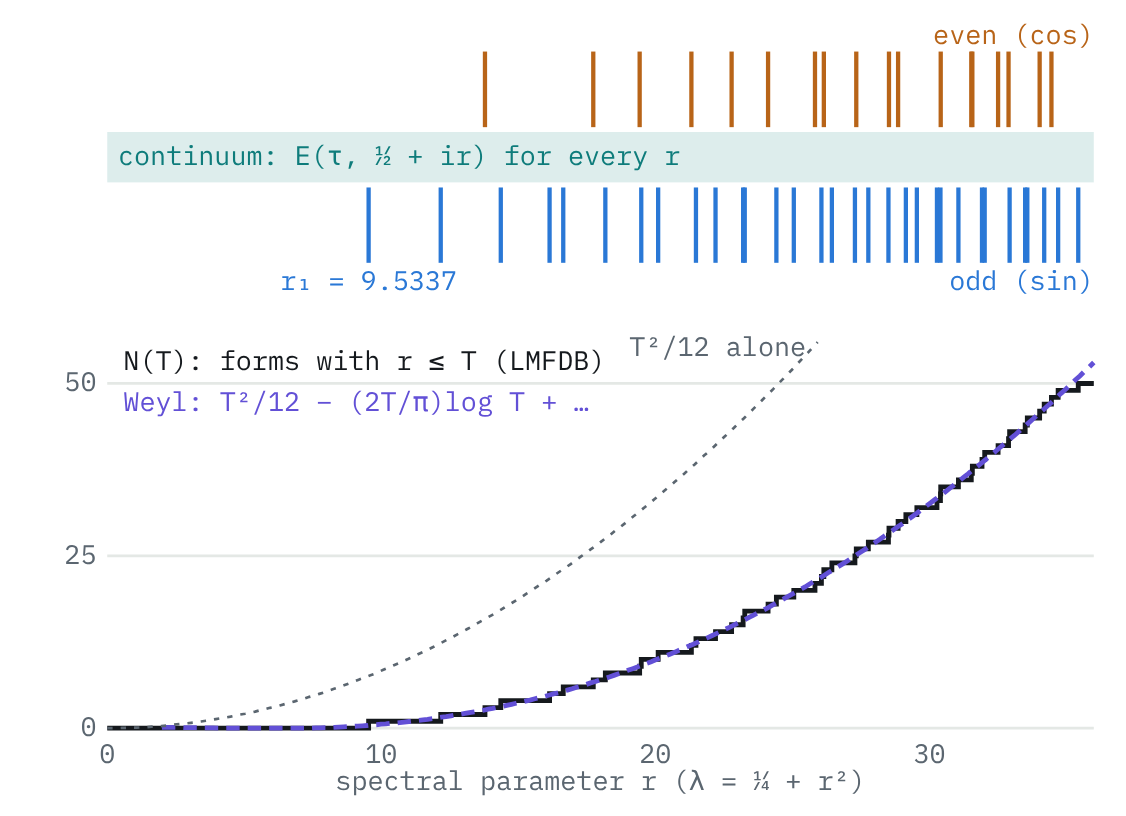 even (cos)
continuum: E(τ, ½ + ir) for every r
r₁ = 9.5337
odd (sin)
T²/12 alone
N(T): forms with r ≤ T (LMFDB)
50
Weyl: T²/12 − (2T/π)log T + …
25
0
0 10 20 30
spectral parameter r (λ = ¼ + r²)